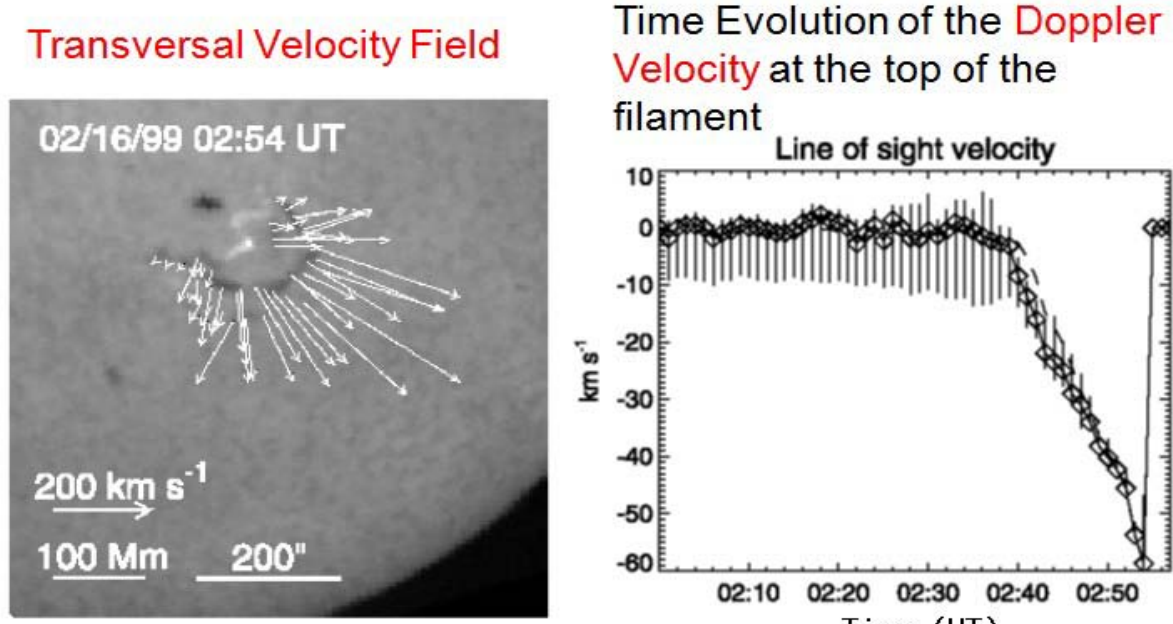 Transversal Velocity Field
02/16/99 02:54 UT
200 km s⁻¹
100 Mm
200"
Time Evolution of the Doppler
Velocity at the top of the
filament
Line of sight velocity
10
0
-10
-20
-30
-40
-50
-60
km s⁻¹
02:10 02:20 02:30 02:40 02:50
Time (UT)